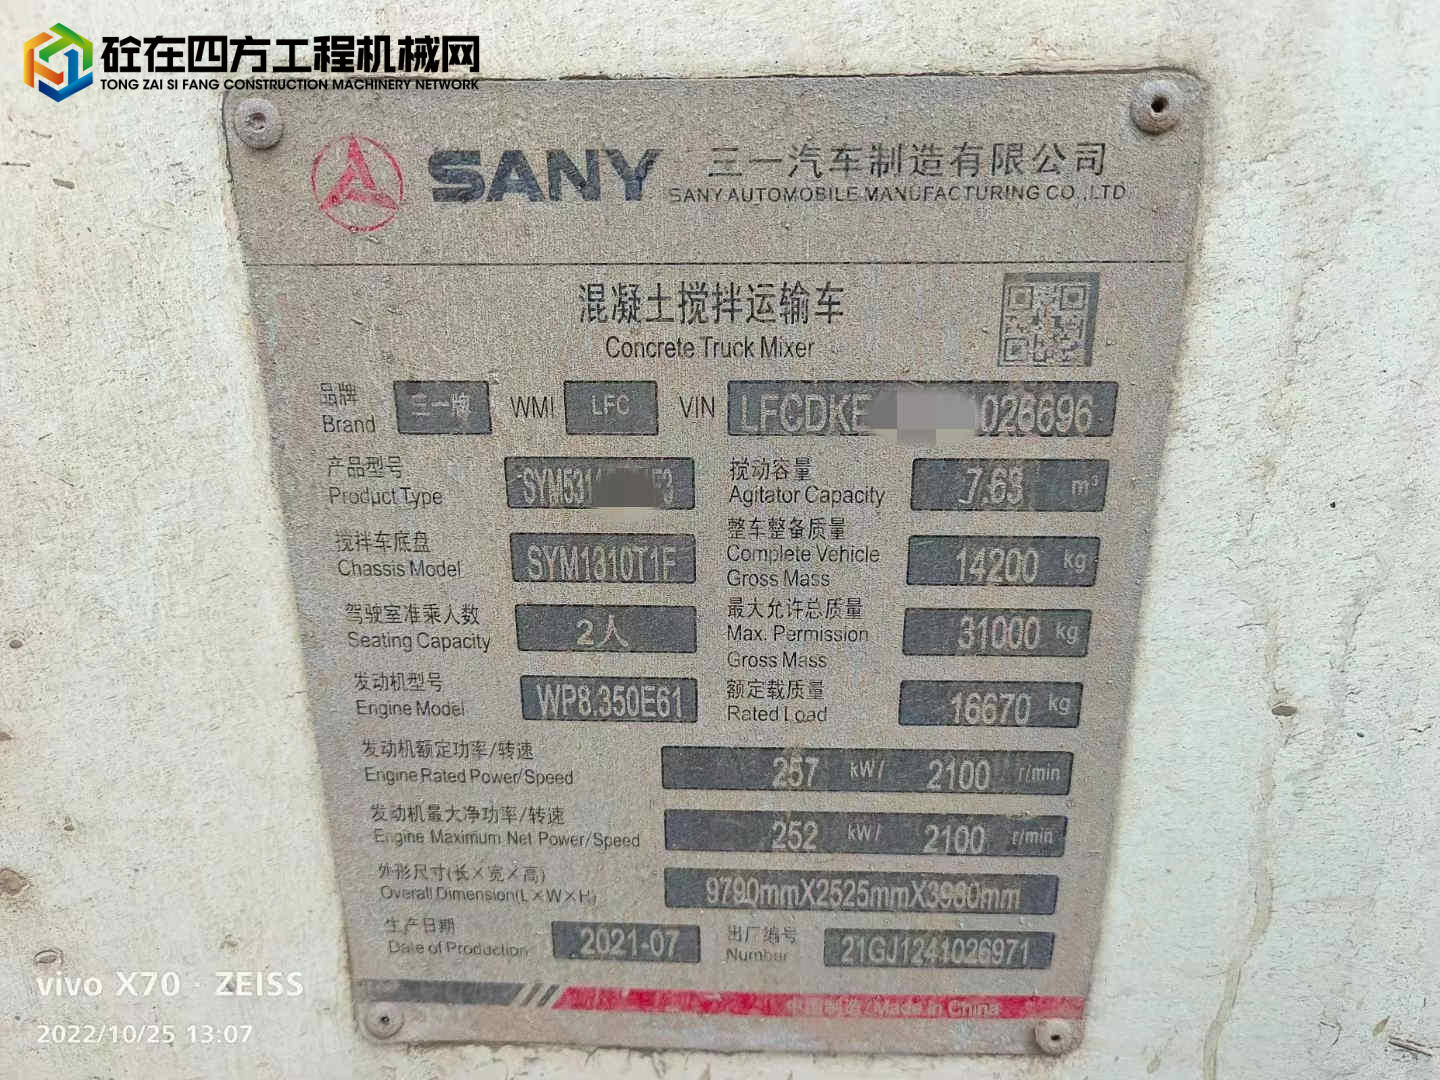 砼在四方工程机械网
TONG ZAI SI FANG CONSTRUCTION MACHINERY NETWORK
SANY 三一汽车制造有限公司
SANY AUTOMOBILE MANUFACTURING CO.,LTD
混凝土搅拌运输车
Concrete Truck Mixer
品牌 Brand 三一牌 WMI LFC VIN LFCDKE 026696
产品型号 Product Type SYM531 F3
搅动容量 Agitator Capacity 7.63 m³
搅拌车底盘 Chassis Model SYM1310T1F
整车整备质量 Complete Vehicle Gross Mass 14200 kg
驾驶室准乘人数 Seating Capacity 2人
最大允许总质量 Max. Permission Gross Mass 31000 kg
发动机型号 Engine Model WP8.350E61
额定载质量 Rated Load 16670 kg
发动机额定功率/转速 Engine Rated Power/Speed 257 kW/ 2100 r/min
发动机最大净功率/转速 Engine Maximum Net Power/Speed 252 kW/ 2100 r/min
外形尺寸(长×宽×高) Overall Dimension(L×W×H) 9790mmX2525mmX3980mm
生产日期 Date of Production 2021-07 出厂编号 Number 21GJ1241026971
中国制造/Made in China
vivo X70 · ZEISS
2022/10/25 13:07